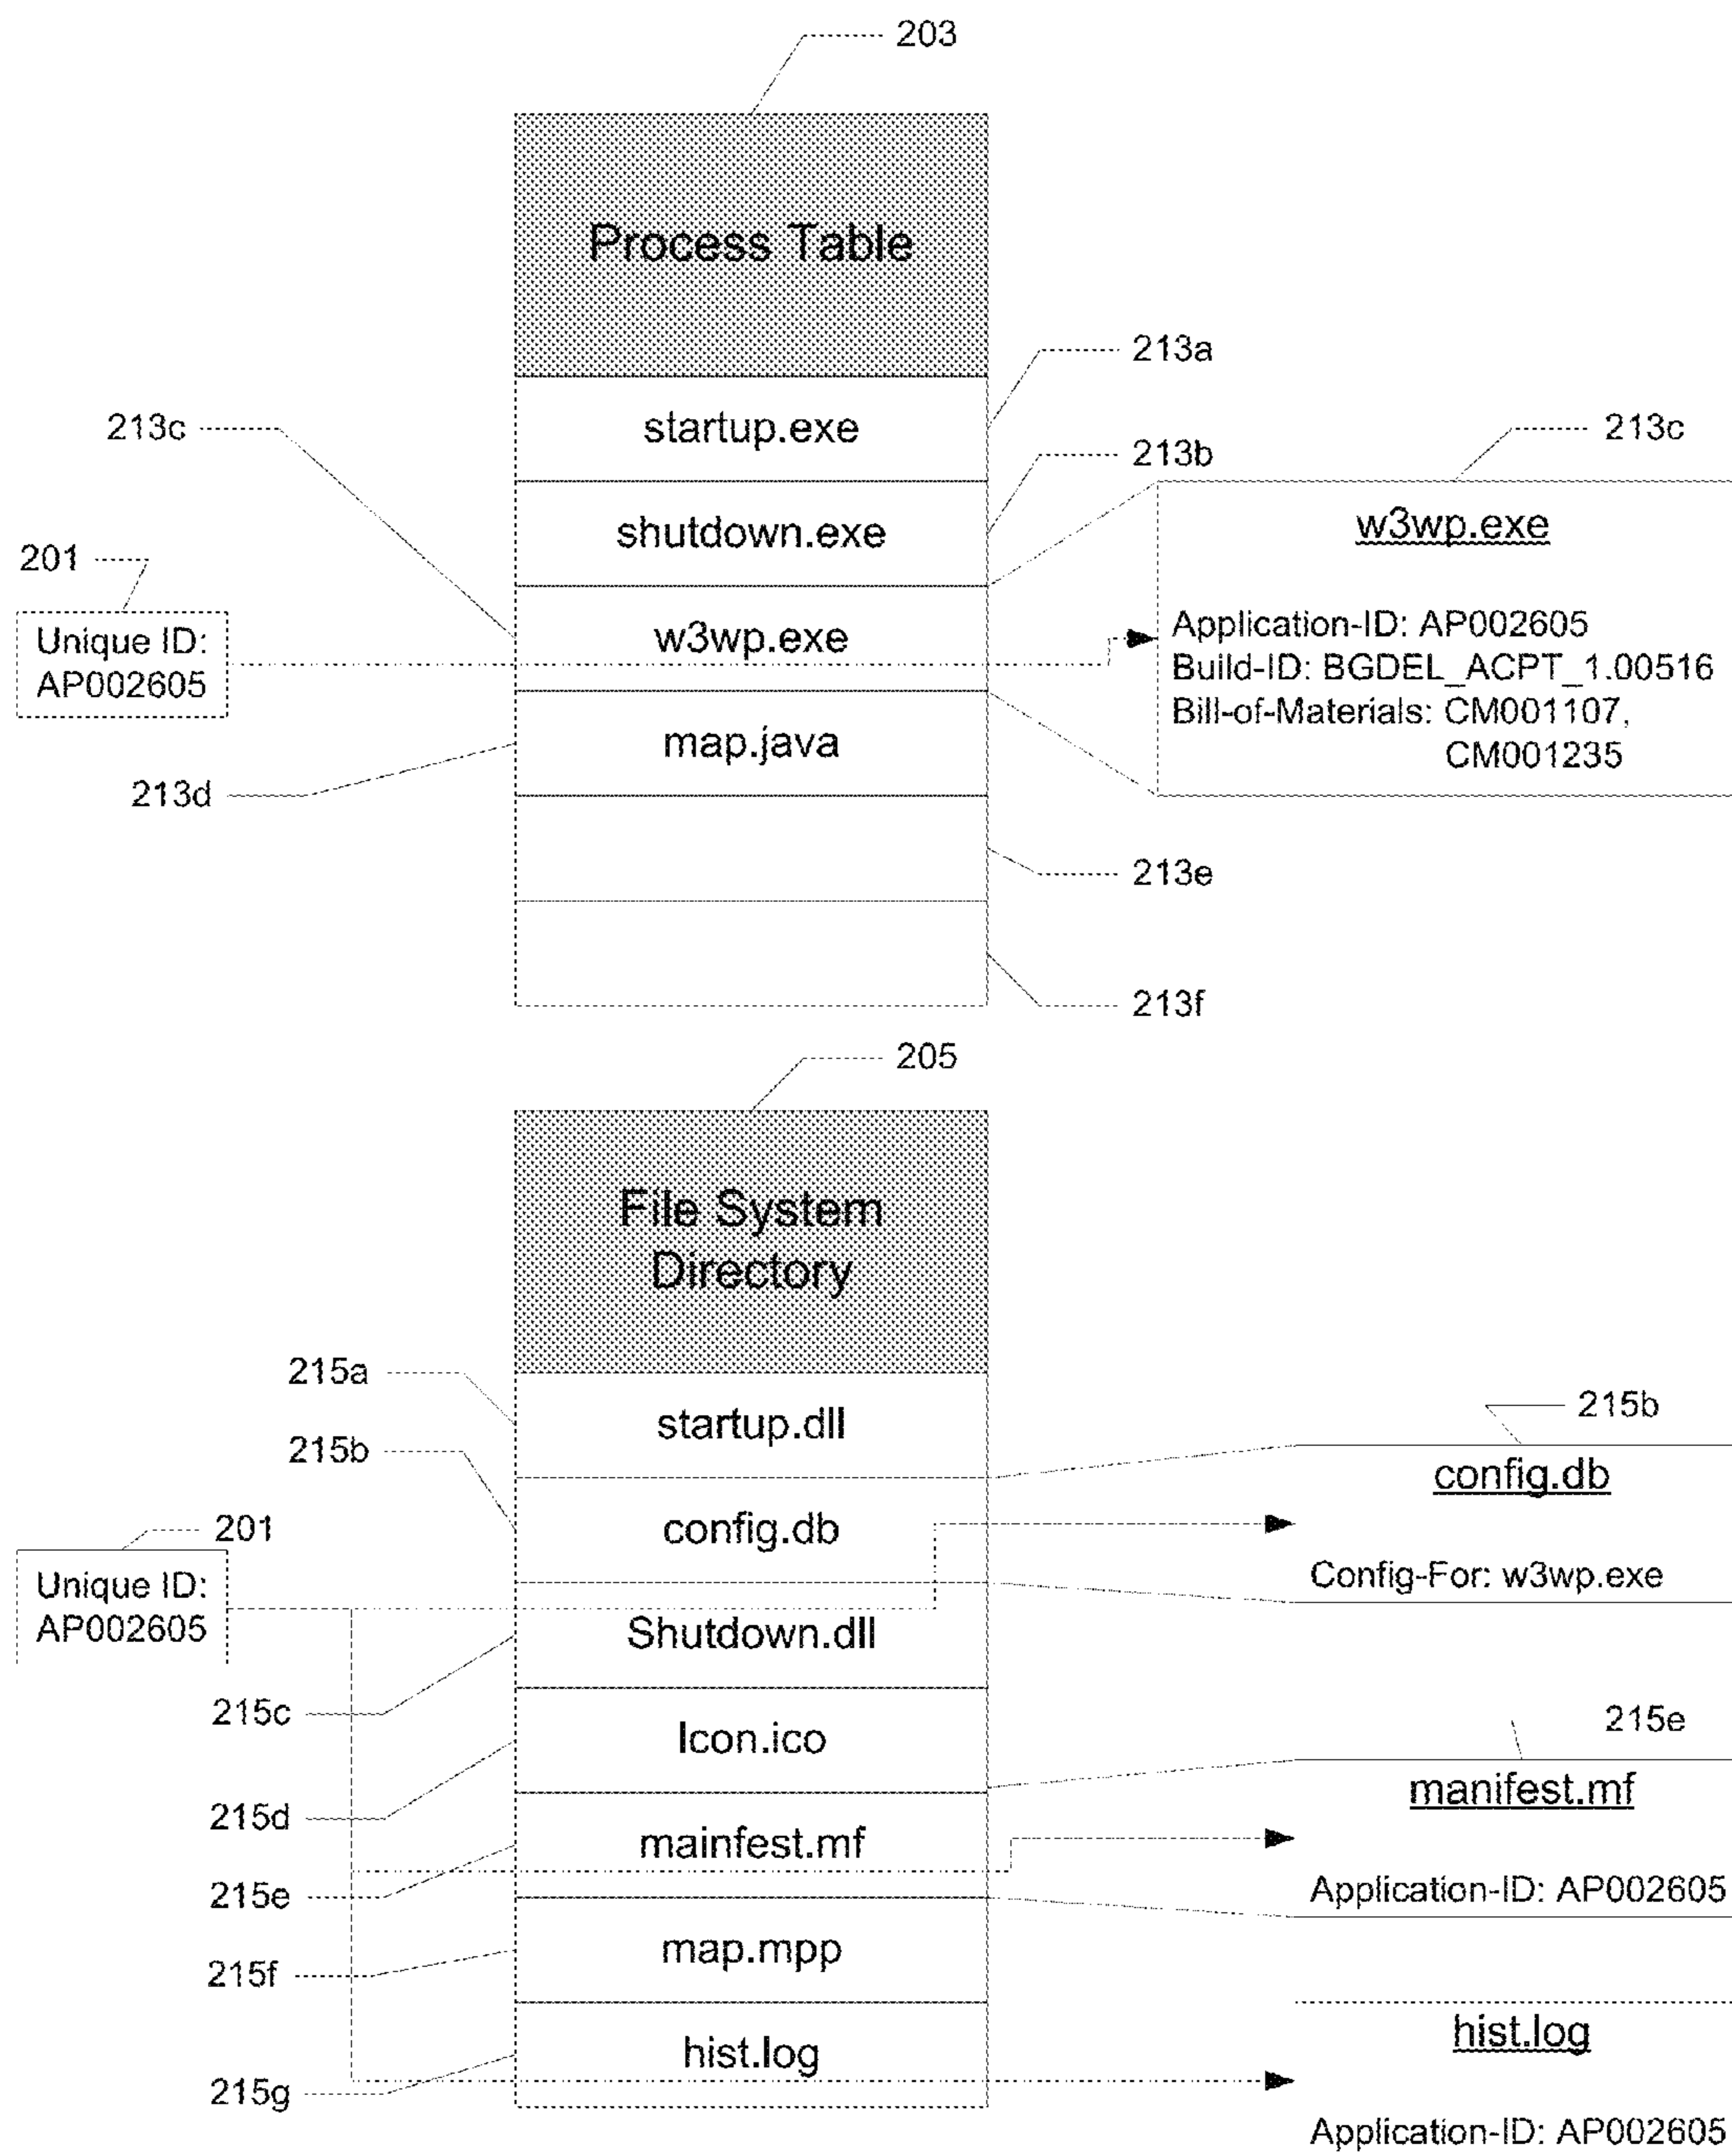 203
Process Table
213a
startup.exe
213c
213c
213b
shutdown.exe
w3wp.exe
201
Unique ID:
AP002605
w3wp.exe
Application-ID: AP002605
Build-ID: BGDEL_ACPT_1.00516
Bill-of-Materials: CM001107,
CM001235
map.java
213d
213e
213f
205
File System
Directory
215a
startup.dll
215b
215b
config.db
config.db
201
Unique ID:
AP002605
Config-For: w3wp.exe
Shutdown.dll
215c
Icon.ico
215e
manifest.mf
215d
mainfest.mf
215e
Application-ID: AP002605
map.mpp
215f
hist.log
hist.log
215g
Application-ID: AP002605